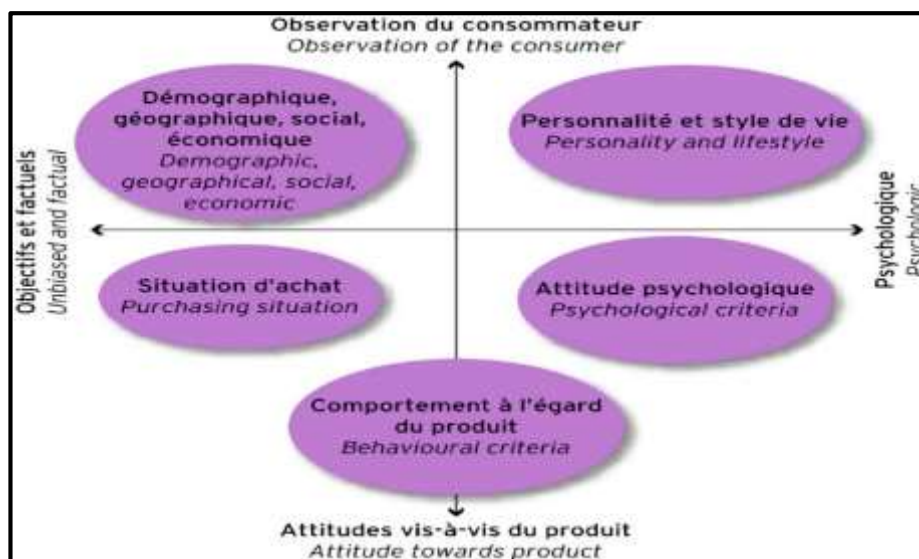 Observation du consommateur
Observation of the consumer
Démographique,
géographique, social,
économique
Demographic,
geographical, social,
economic
Personnalité et style de vie
Personality and lifestyle
Objectifs et factuels
Unbiased and factual
Psychologique
Psychologic
Situation d'achat
Purchasing situation
Attitude psychologique
Psychological criteria
Comportement à l'égard
du produit
Behavioural criteria
Attitudes vis-à-vis du produit
Attitude towards product